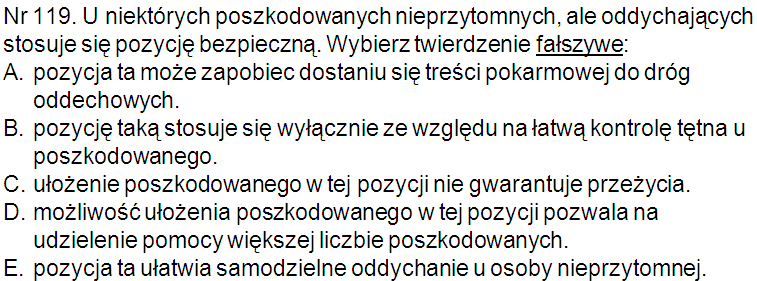 Nr 119. U niektórych poszkodowanych nieprzytomnych, ale oddychających
stosuje się pozycję bezpieczną. Wybierz twierdzenie fałszywe:
A. pozycja ta może zapobiec dostaniu się treści pokarmowej do dróg
oddechowych.
B. pozycję taką stosuje się wyłącznie ze względu na łatwą kontrolę tętna u
poszkodowanego.
C. ułożenie poszkodowanego w tej pozycji nie gwarantuje przeżycia.
D. możliwość ułożenia poszkodowanego w tej pozycji pozwala na
udzielenie pomocy większej liczbie poszkodowanych.
E. pozycja ta ułatwia samodzielne oddychanie u osoby nieprzytomnej.